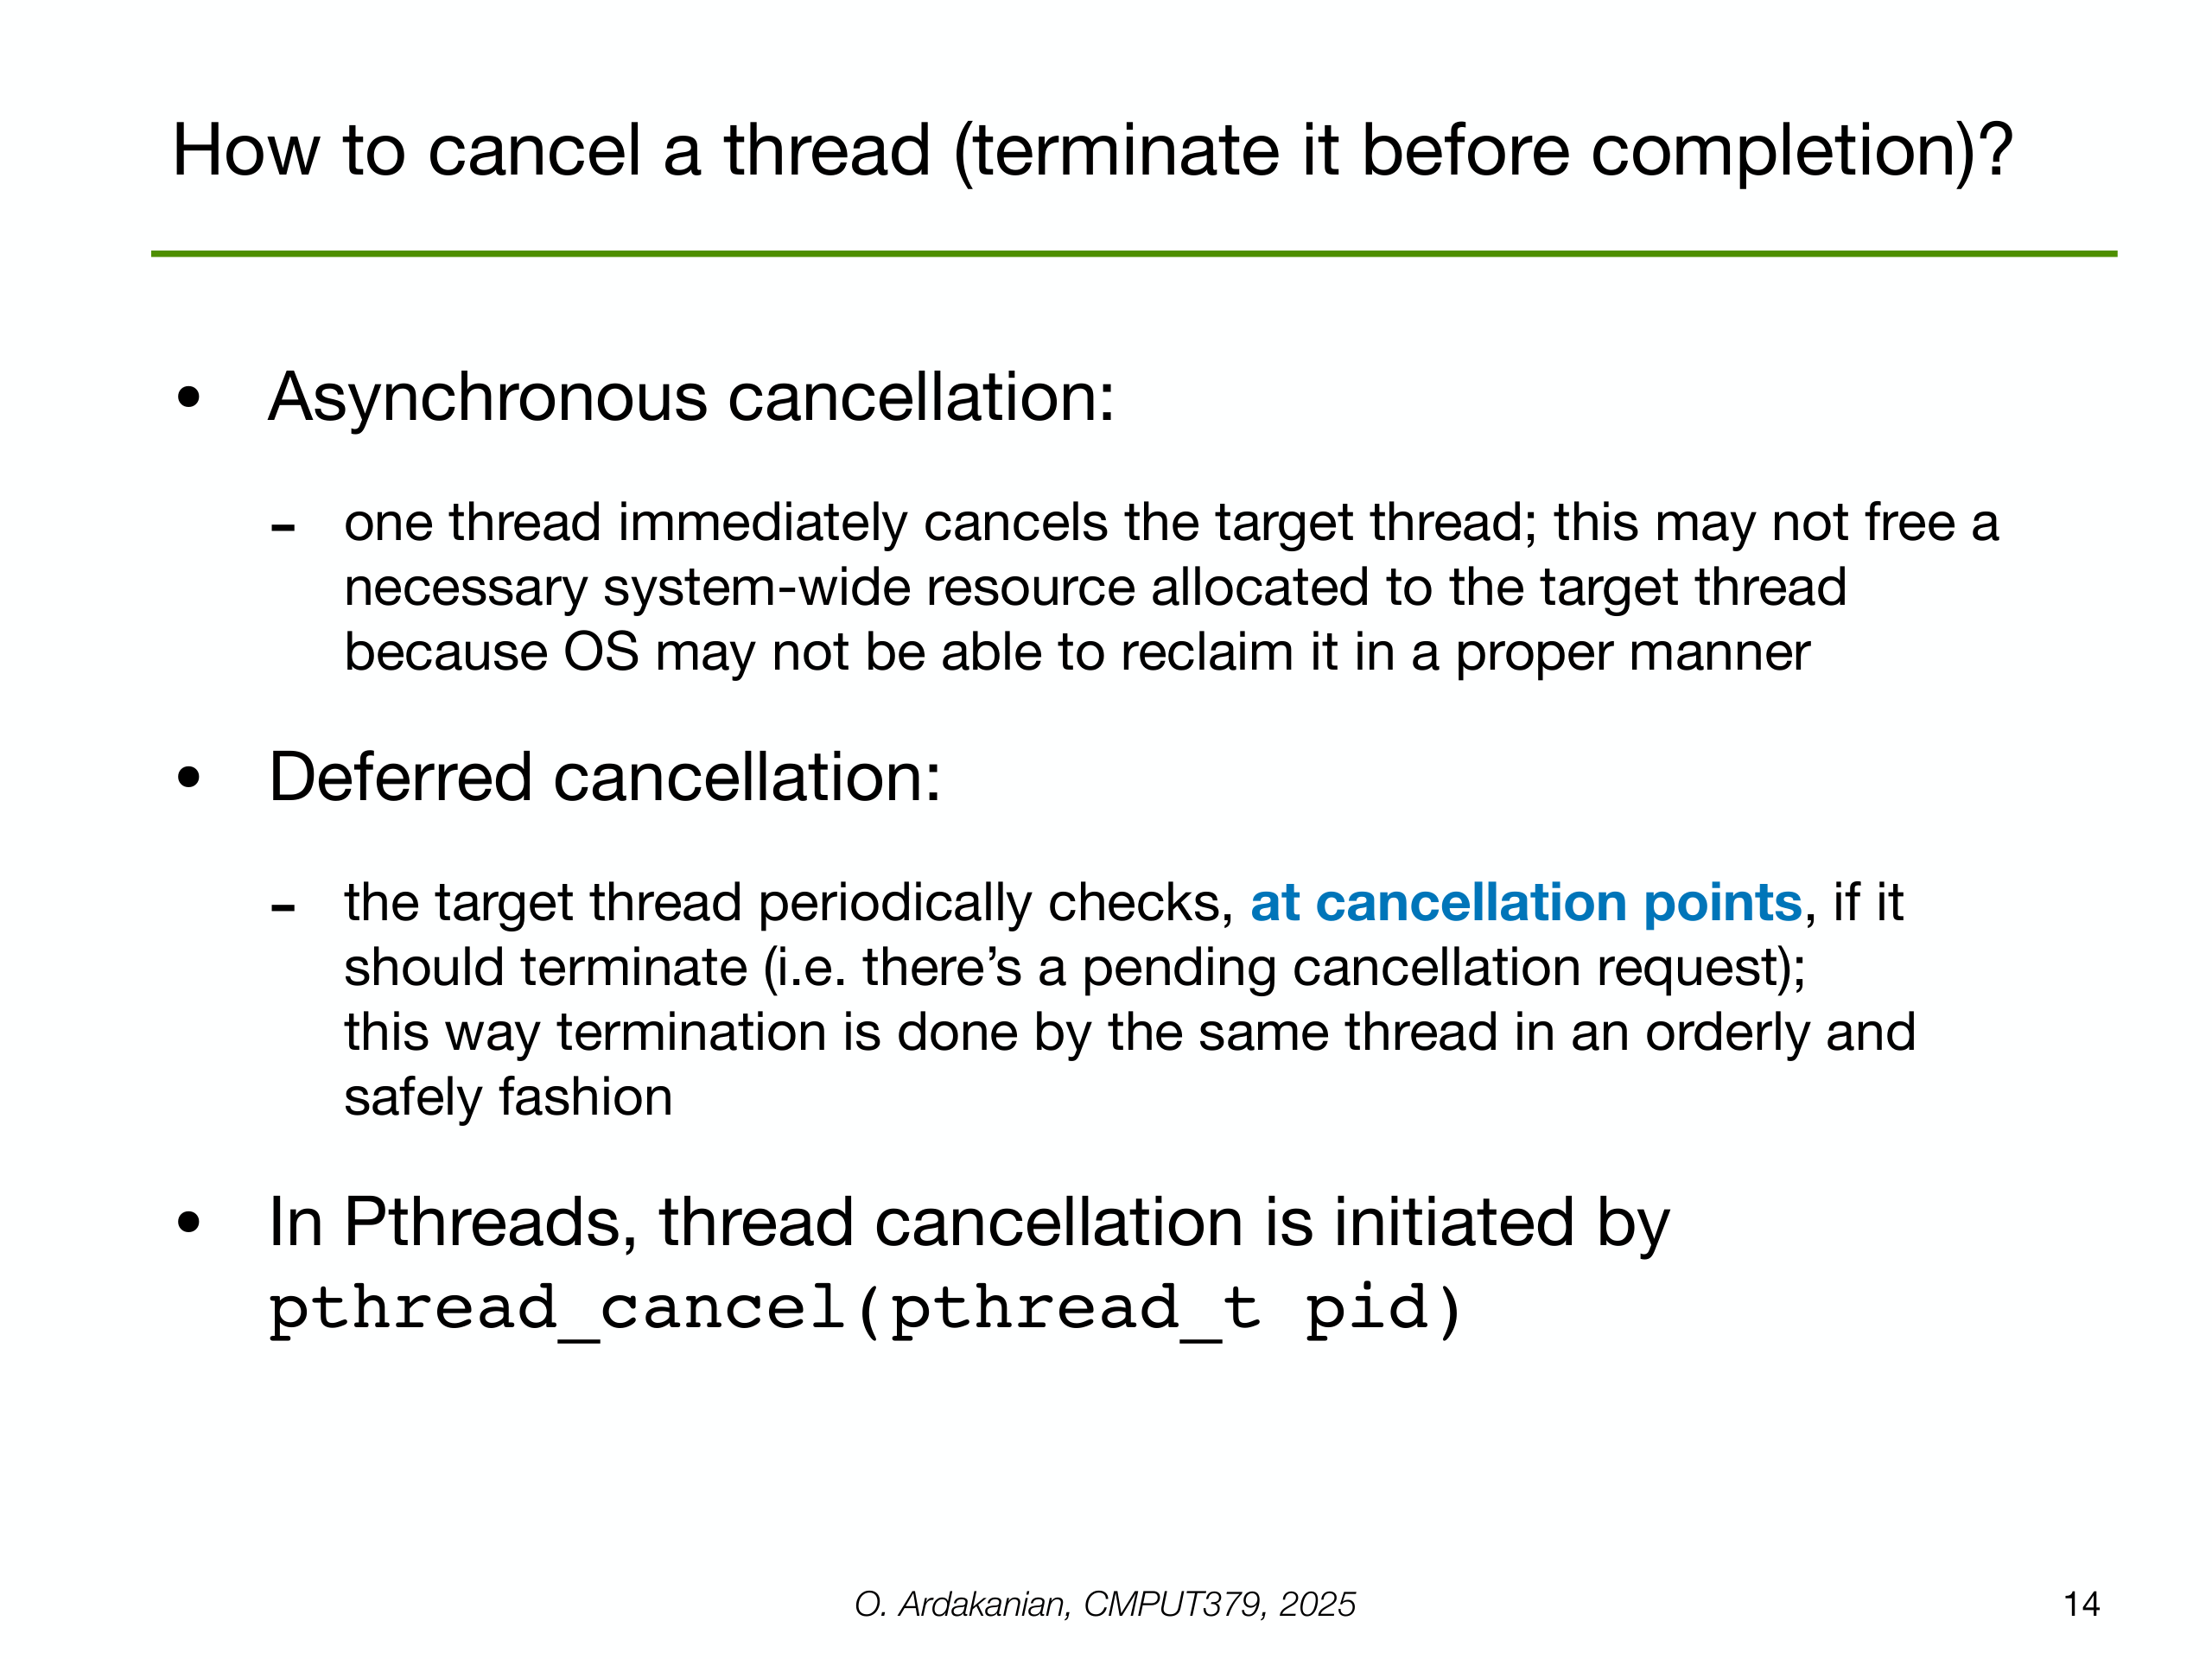 How to cancel a thread (terminate it before completion)?
• Asynchronous cancellation:
- one thread immediately cancels the target thread; this may not free a
necessary system-wide resource allocated to the target thread
because OS may not be able to reclaim it in a proper manner
• Deferred cancellation:
- the target thread periodically checks, at cancellation points, if it
should terminate (i.e. there’s a pending cancellation request);
this way termination is done by the same thread in an orderly and
safely fashion
• In Pthreads, thread cancellation is initiated by
pthread_cancel(pthread_t pid)
O. Ardakanian, CMPUT379, 2025
14